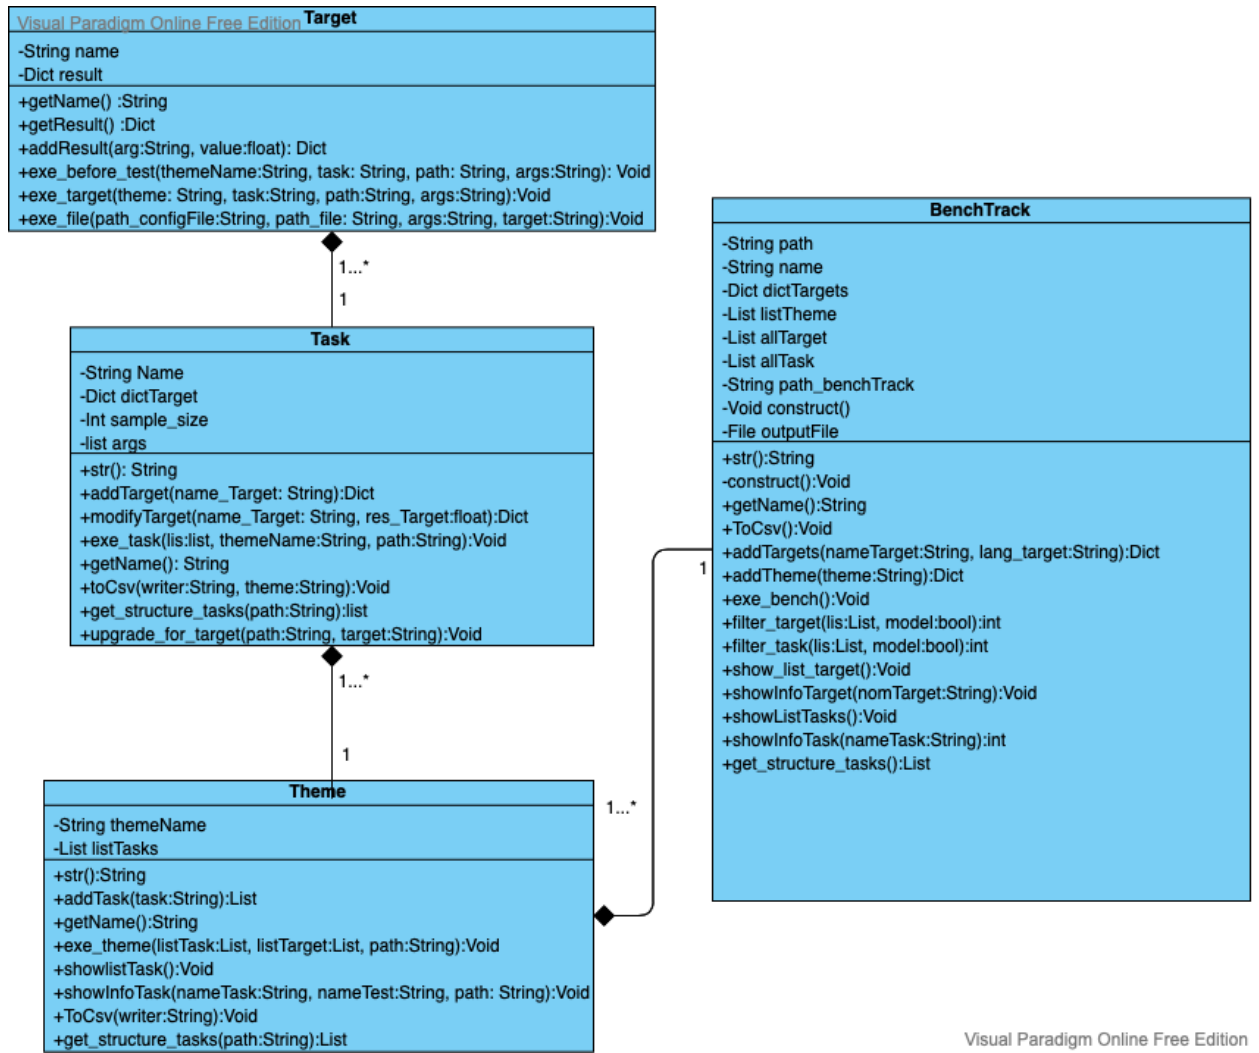 Visual Paradigm Online Free Edition
Target
-String name
-Dict result
+getName() :String
+getResult() :Dict
+addResult(arg:String, value:float): Dict
+exe_before_test(themeName:String, task: String, path: String, args:String): Void
+exe_target(theme: String, task:String, path:String, args:String):Void
+exe_file(path_configFile:String, path_file: String, args:String, target:String):Void
1...*
1
Task
-String Name
-Dict dictTarget
-Int sample_size
-list args
+str(): String
+addTarget(name_Target: String):Dict
+modifyTarget(name_Target: String, res_Target:float):Dict
+exe_task(lis:list, themeName:String, path:String):Void
+getName(): String
+toCsv(writer:String, theme:String):Void
+get_structure_tasks(path:String):list
+upgrade_for_target(path:String, target:String):Void
1...*
1
Theme
-String themeName
-List listTasks
+str():String
+addTask(task:String):List
+getName():String
+exe_theme(listTask:List, listTarget:List, path:String):Void
+showlistTask():Void
+showInfoTask(nameTask:String, nameTest:String, path: String):Void
+ToCsv(writer:String):Void
+get_structure_tasks(path:String):List
1...*
1
BenchTrack
-String path
-String name
-Dict dictTargets
-List listTheme
-List allTarget
-List allTask
-String path_benchTrack
-Void construct()
-File outputFile
+str():String
-construct():Void
+getName():String
+ToCsv():Void
+addTargets(nameTarget:String, lang_target:String):Dict
+addTheme(theme:String):Dict
+exe_bench():Void
+filter_target(lis:List, model:bool):int
+filter_task(lis:List, model:bool):int
+show_list_target():Void
+showInfoTarget(nomTarget:String):Void
+showListTasks():Void
+showInfoTask(nameTask:String):int
+get_structure_tasks():List
Visual Paradigm Online Free Edition